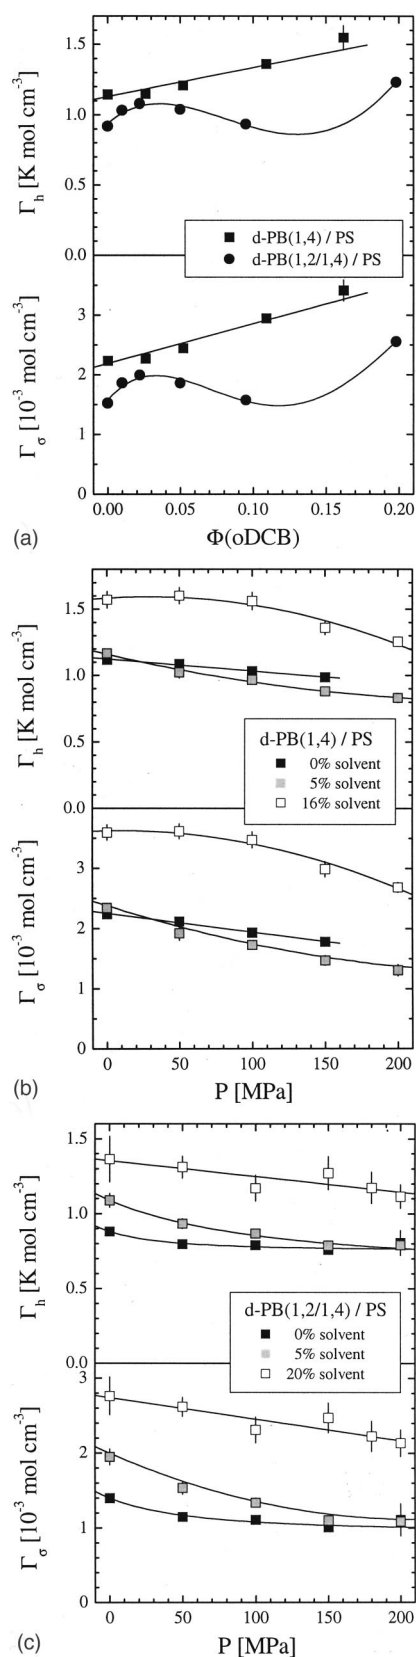 1.5
1.0
0.5
0.0
Γh [K mol cm-3]
d-PB(1,4) / PS
d-PB(1,2/1,4) / PS
3
2
1
0
Γσ [10-3 mol cm-3]
0.00 0.05 0.10 0.15 0.20
(a)
Φ(oDCB)
1.5
1.0
0.5
0.0
Γh [K mol cm-3]
d-PB(1,4) / PS
0% solvent
5% solvent
16% solvent
3
2
1
0
Γσ [10-3 mol cm-3]
0 50 100 150 200
(b)
P [MPa]
1.5
1.0
0.5
0.0
Γh [K mol cm-3]
d-PB(1,2/1,4) / PS
0% solvent
5% solvent
20% solvent
3
2
1
0
Γσ [10-3 mol cm-3]
0 50 100 150 200
(c)
P [MPa]